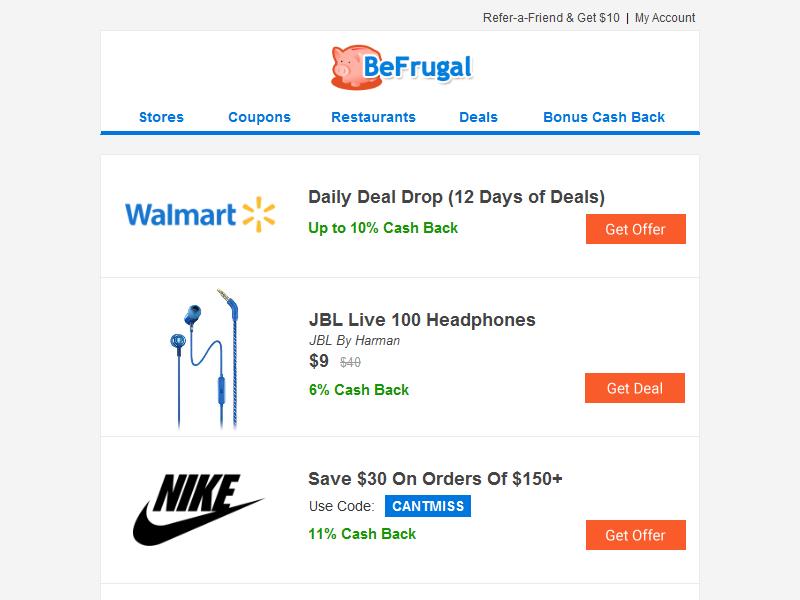 Refer-a-Friend & Get $10 | My Account
BeFrugal
Stores Coupons Restaurants Deals Bonus Cash Back
Walmart
Daily Deal Drop (12 Days of Deals)
Up to 10% Cash Back
Get Offer
JBL Live 100 Headphones
JBL By Harman
$9 $40
6% Cash Back
Get Deal
NIKE
Save $30 On Orders Of $150+
Use Code: CANTMISS
11% Cash Back
Get Offer